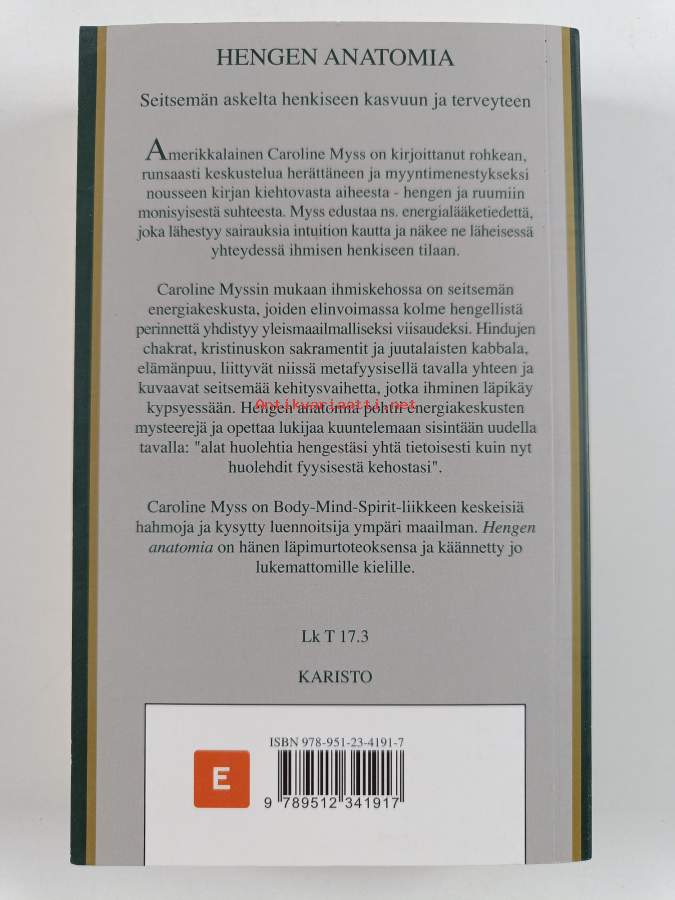 HENGEN ANATOMIA
Seitsemän askelta henkiseen kasvuun ja terveyteen
Amerikkalainen Caroline Myss on kirjoittanut rohkean,
runsaasti keskustelua herättäneen ja myyntimenestykseksi
nousseen kirjan kiehtovasta aiheesta - hengen ja ruumiin
monisyisestä suhteesta. Myss edustaa ns. energialääketiedettä,
joka lähestyy sairauksia intuition kautta ja näkee ne läheisessä
yhteydessä ihmisen henkiseen tilaan.
Caroline Myssin mukaan ihmiskehossa on seitsemän
energiakeskusta, joiden elinvoimassa kolme hengellistä
perinnettä yhdistyy yleismaailmalliseksi viisaudeksi. Hindujen
chakrat, kristinuskon sakramentit ja juutalaisten kabbala,
elämänpuu, liittyvät niissä metafyysisellä tavalla yhteen ja
kuvaavat seitsemää kehitysvaihetta, jotka ihminen läpikäy
kypsyessään. Hengen anatomia pohtii energiakeskusten
Antikvariaatti.net
mysteerejä ja opettaa lukijaa kuuntelemaan sisintään uudella
tavalla: "alat huolehtia hengestäsi yhtä tietoisesti kuin nyt
huolehdit fyysisestä kehostasi".
Caroline Myss on Body-Mind-Spirit-liikkeen keskeisiä
hahmoja ja kysytty luennoitsija ympäri maailman. Hengen
anatomia on hänen läpimurtoteoksensa ja käännetty jo
lukemattomille kielille.
Lk T 17.3
KARISTO
ISBN 978-951-23-4191-7
E
9 789512 341917